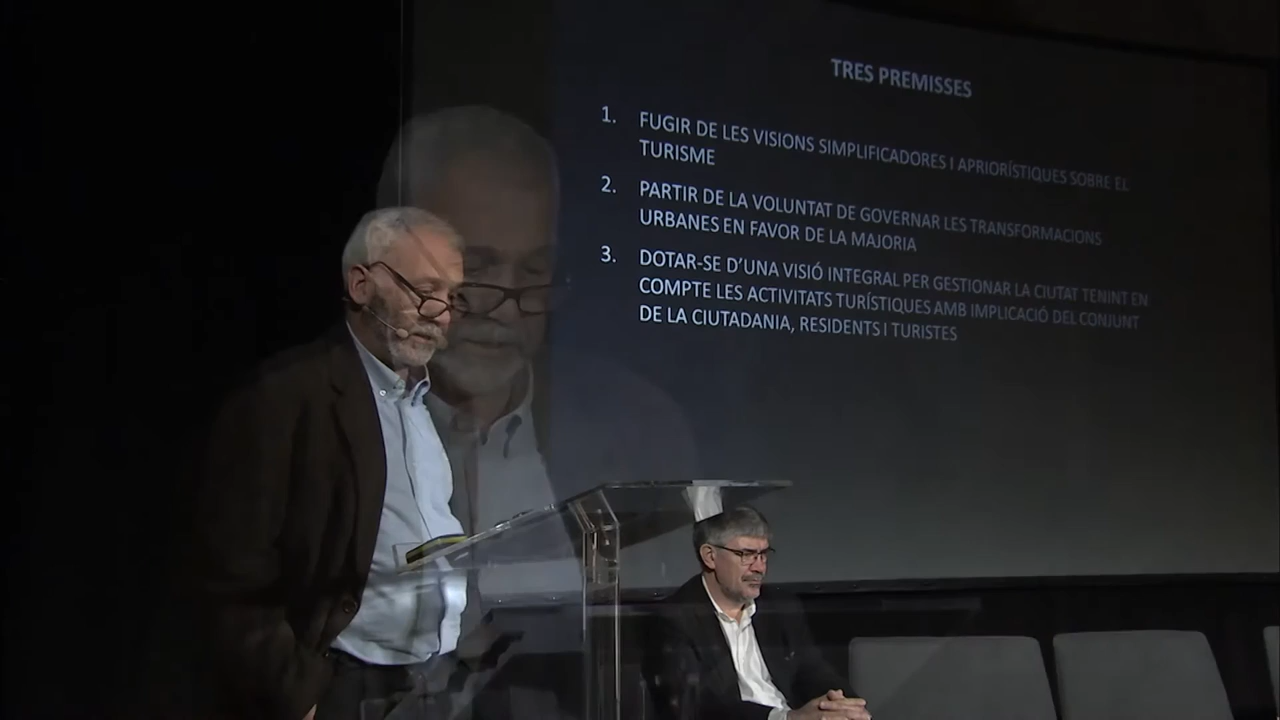 TRES PREMISSES
1. FUGIR DE LES VISIONS SIMPLIFICADORES I APRIORÍSTIQUES SOBRE EL
TURISME
2. PARTIR DE LA VOLUNTAT DE GOVERNAR LES TRANSFORMACIONS
URBANES EN FAVOR DE LA MAJORIA
3. DOTAR-SE D'UNA VISIÓ INTEGRAL PER GESTIONAR LA CIUTAT TENINT EN
COMPTE LES ACTIVITATS TURÍSTIQUES AMB IMPLICACIÓ DEL CONJUNT
DE LA CIUTADANIA, RESIDENTS I TURISTES